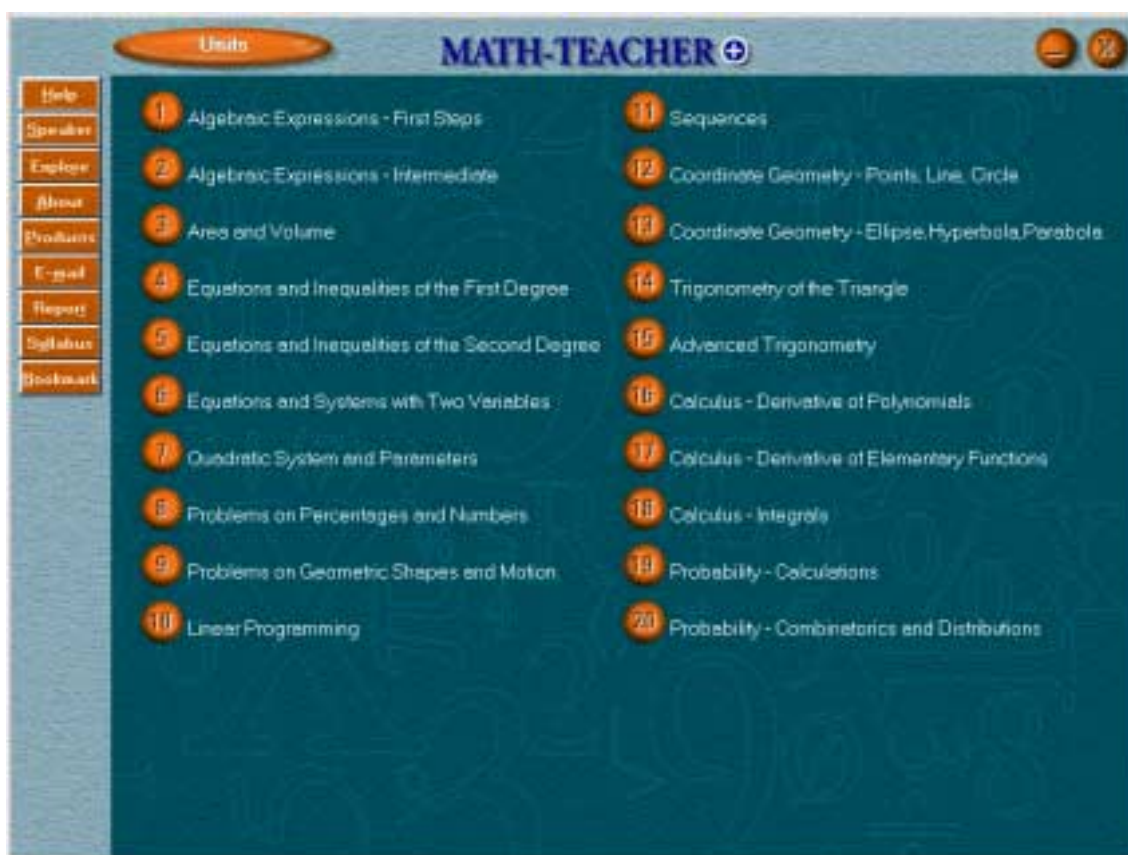 Units
MATH-TEACHER +
Help
Speaker
Explore
About
Products
E-mail
Report
Syllabus
Bookmark
1 Algebraic Expressions - First Steps
2 Algebraic Expressions - Intermediate
3 Area and Volume
4 Equations and Inequalities of the First Degree
5 Equations and Inequalities of the Second Degree
6 Equations and Systems with Two Variables
7 Quadratic System and Parameters
8 Problems on Percentages and Numbers
9 Problems on Geometric Shapes and Motion
10 Linear Programming
11 Sequences
12 Coordinate Geometry - Points, Line, Circle
13 Coordinate Geometry - Ellipse,Hyperbola,Parabola
14 Trigonometry of the Triangle
15 Advanced Trigonometry
16 Calculus - Derivative of Polynomials
17 Calculus - Derivative of Elementary Functions
18 Calculus - Integrals
19 Probability - Calculations
20 Probability - Combinatorics and Distributions